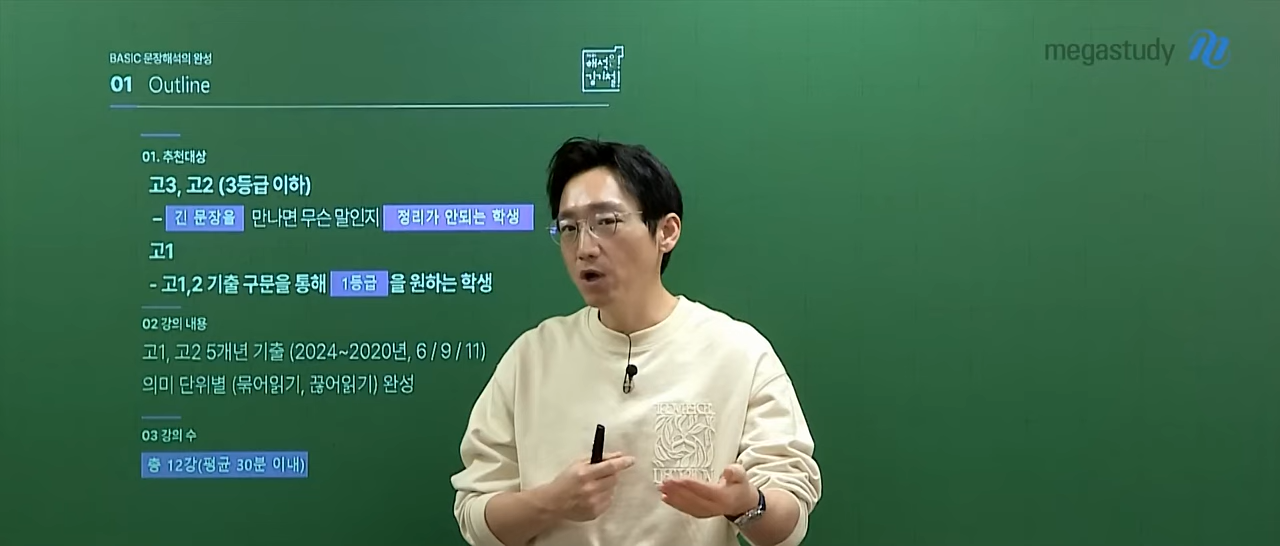 BASIC 문장해석의 완성
01 Outline
해석은
김기철
megastudy
01. 추천대상
고3, 고2 (3등급 이하)
– 긴 문장을 만나면 무슨 말인지 정리가 안되는 학생
고1
- 고1,2 기출 구문을 통해 1등급을 원하는 학생
02 강의 내용
고1, 고2 5개년 기출 (2024~2020년, 6 / 9 / 11)
의미 단위별 (묶어읽기, 끊어읽기) 완성
03 강의 수
총 12강(평균 30분 이내)